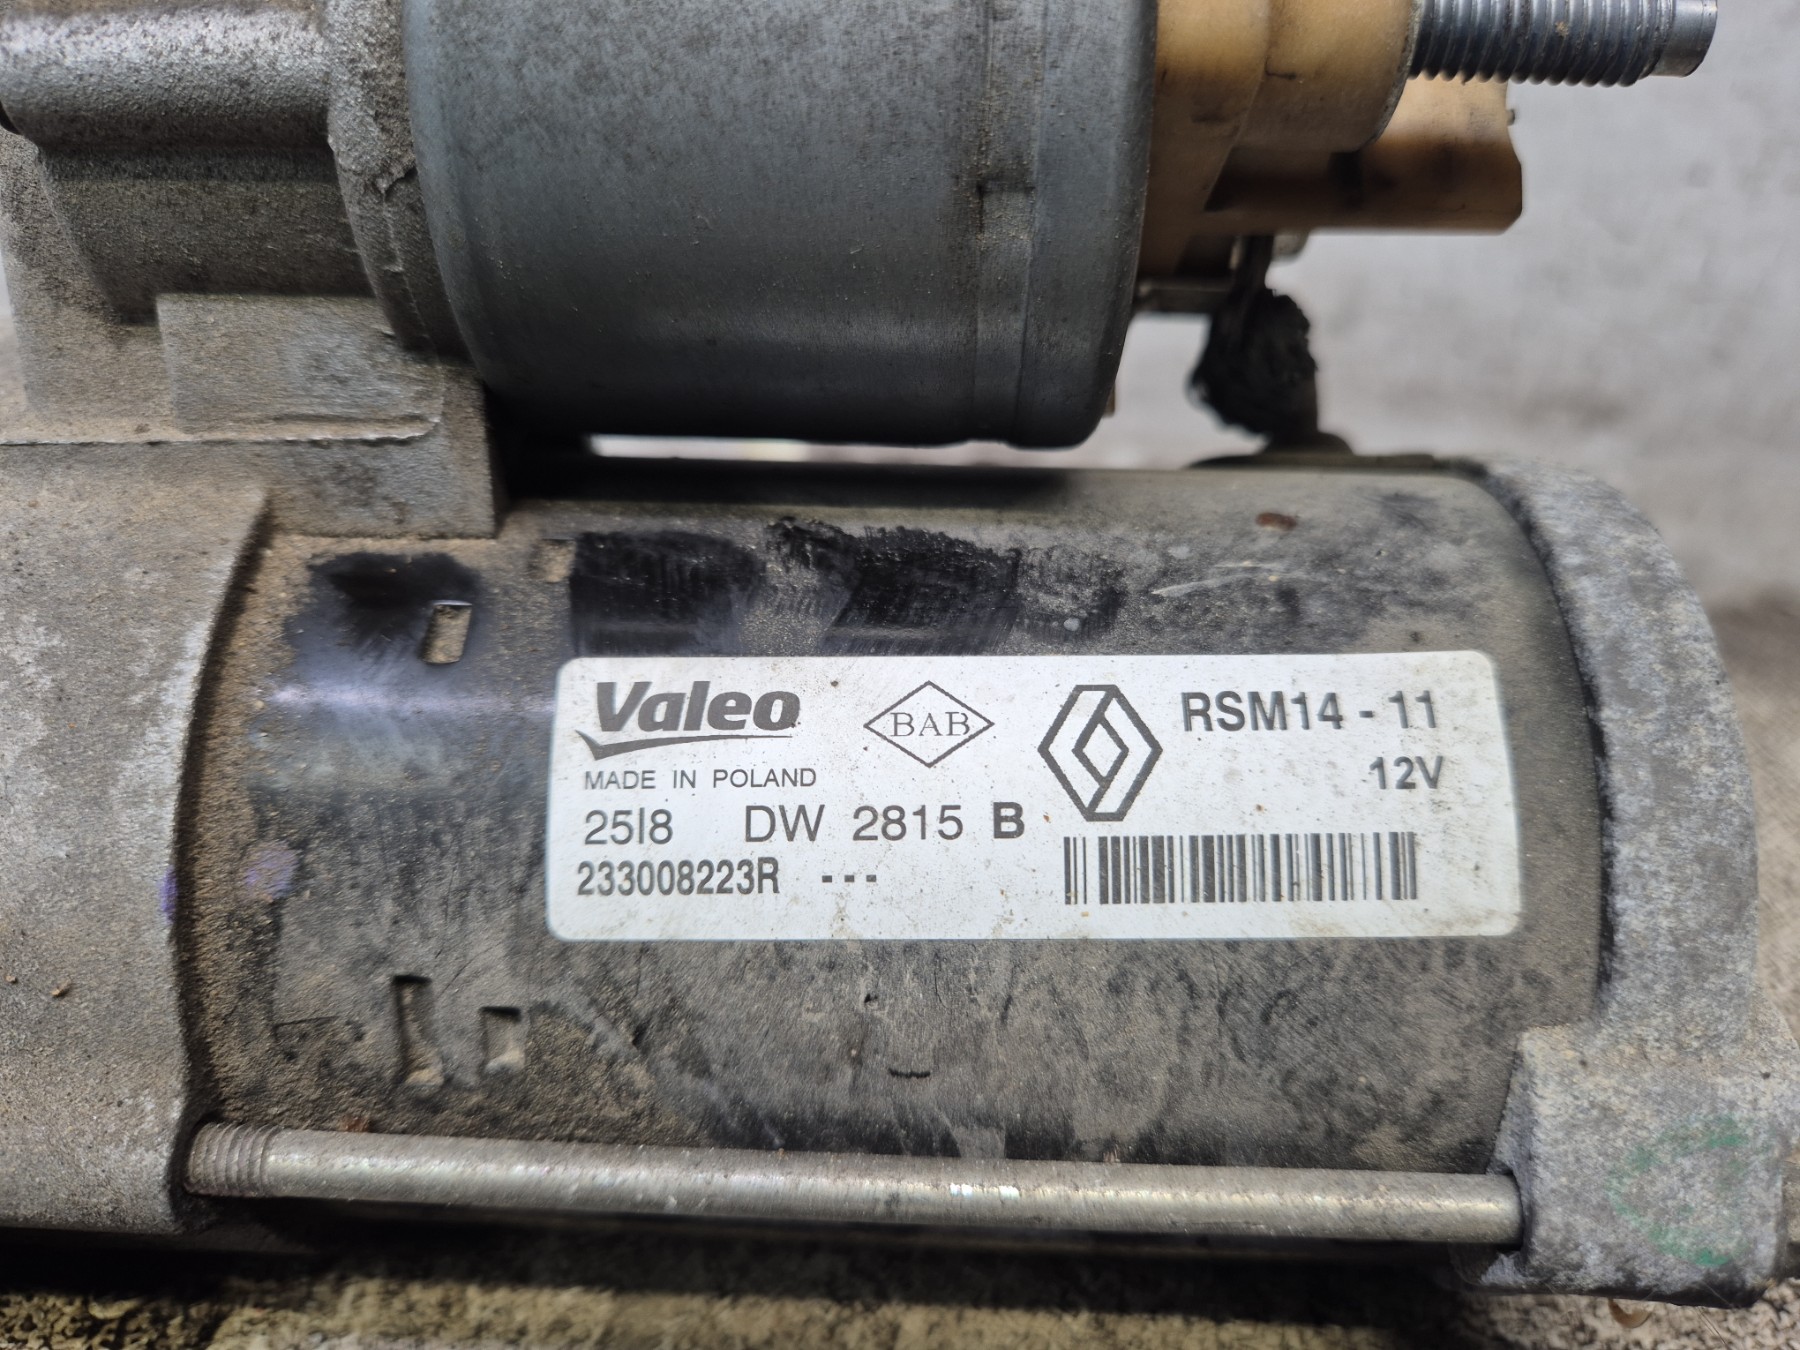 Valeo
BAB
RSM14 - 11
MADE IN POLAND
12V
25I8 DW 2815 B
233008223R ---